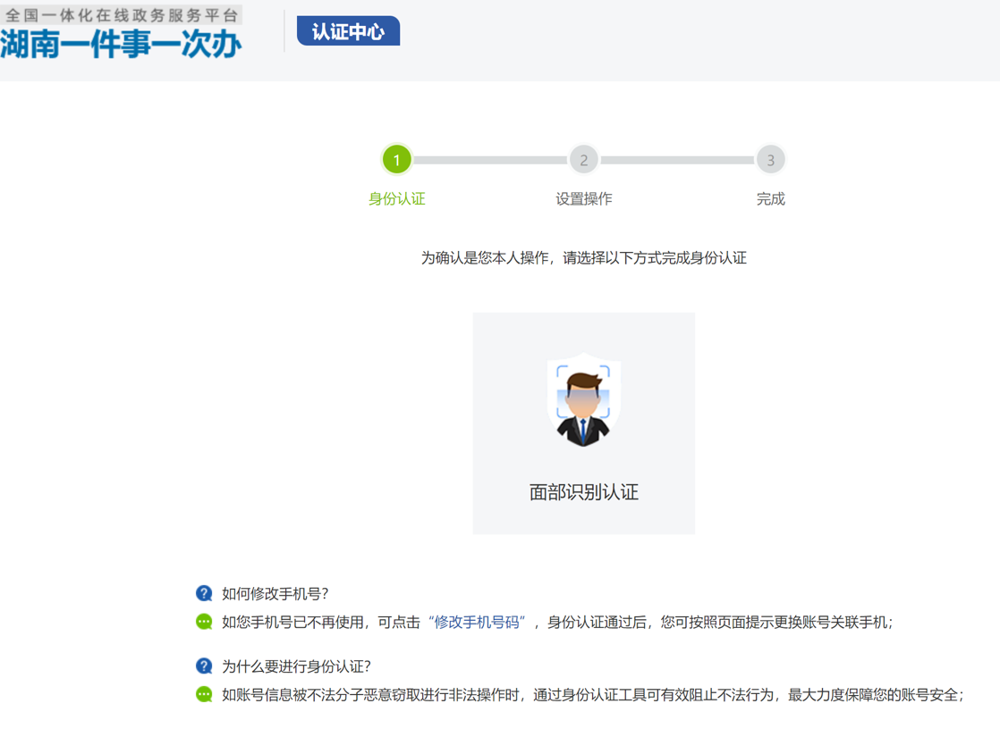 全国一体化在线政务服务平台
湖南一件事一次办
认证中心
1
2
3
身份认证
设置操作
完成
为确认是您本人操作，请选择以下方式完成身份认证
面部识别认证
如何修改手机号？
如您手机号已不再使用，可点击“修改手机号码”，身份认证通过后，您可按照页面提示更换账号关联手机；
为什么要进行身份认证？
如账号信息被不法分子恶意窃取进行非法操作时，通过身份认证工具可有效阻止不法行为，最大力度保障您的账号安全；